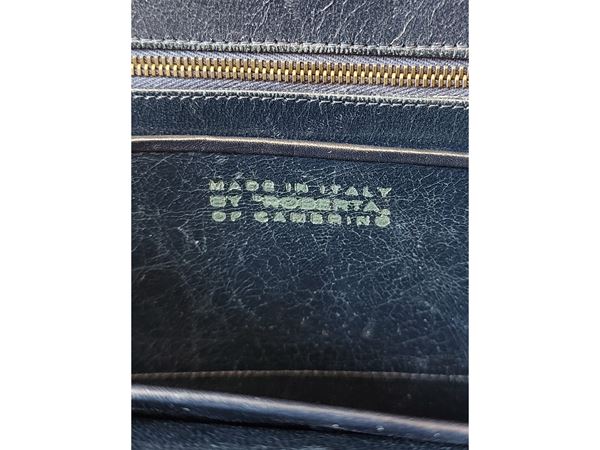 MADE IN ITALY
BY "ROBERTA"
OF CAMERINO